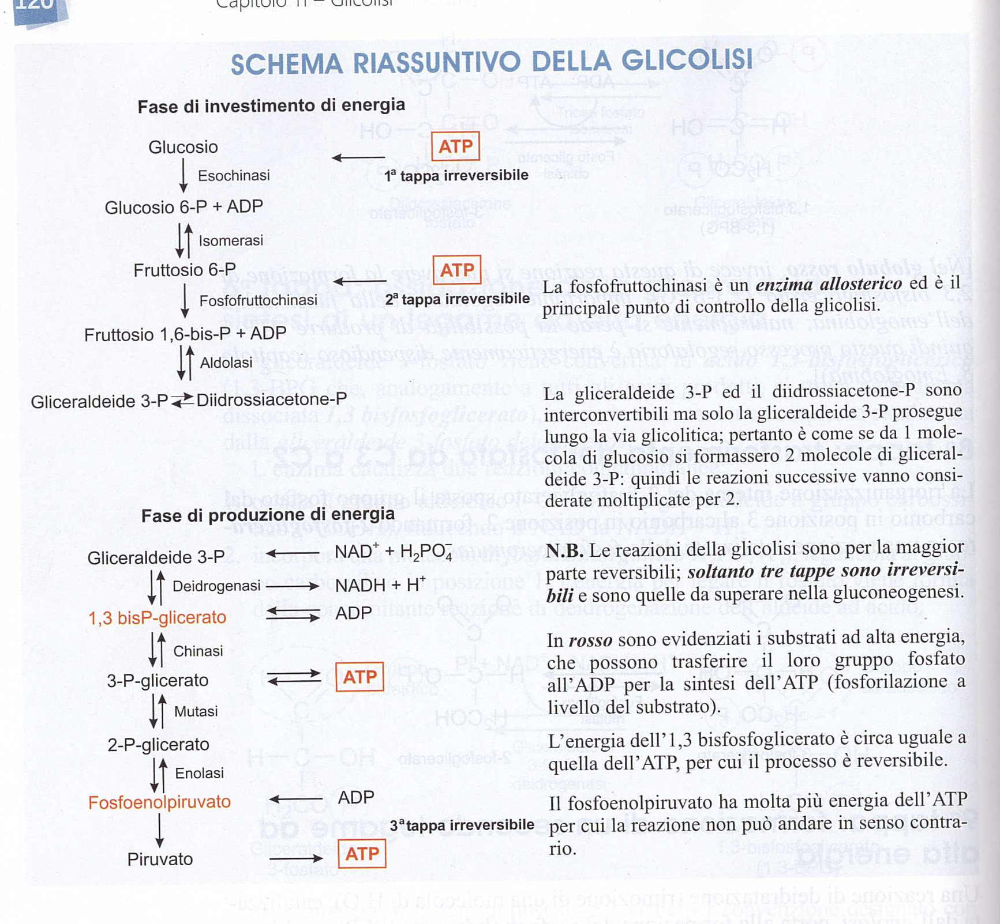 120
Capitolo 11 – Glicolisi
SCHEMA RIASSUNTIVO DELLA GLICOLISI
Fase di investimento di energia
Glucosio
ATP
Esochinasi
1ª tappa irreversibile
Glucosio 6-P + ADP
Isomerasi
Fruttosio 6-P
ATP
Fosfofruttochinasi
2ª tappa irreversibile
La fosfofruttochinasi è un enzima allosterico ed è il
principale punto di controllo della glicolisi.
Fruttosio 1,6-bis-P + ADP
Aldolasi
Gliceraldeide 3-P ⇄ Diidrossiacetone-P
La gliceraldeide 3-P ed il diidrossiacetone-P sono
interconvertibili ma solo la gliceraldeide 3-P prosegue
lungo la via glicolitica; pertanto è come se da 1 mole-
cola di glucosio si formassero 2 molecole di gliceral-
deide 3-P: quindi le reazioni successive vanno consi-
derate moltiplicate per 2.
Fase di produzione di energia
Gliceraldeide 3-P
NAD⁺ + H₂PO₄⁻
Deidrogenasi
NADH + H⁺
1,3 bisP-glicerato
ADP
Chinasi
3-P-glicerato
ATP
Mutasi
2-P-glicerato
Enolasi
Fosfoenolpiruvato
ADP
3ª tappa irreversibile
Piruvato
ATP
N.B. Le reazioni della glicolisi sono per la maggior
parte reversibili; soltanto tre tappe sono irreversi-
bili e sono quelle da superare nella gluconeogenesi.
In rosso sono evidenziati i substrati ad alta energia,
che possono trasferire il loro gruppo fosfato
all'ADP per la sintesi dell'ATP (fosforilazione a
livello del substrato).
L'energia dell'1,3 bisfosfoglicerato è circa uguale a
quella dell'ATP, per cui il processo è reversibile.
Il fosfoenolpiruvato ha molta più energia dell'ATP
per cui la reazione non può andare in senso contra-
rio.